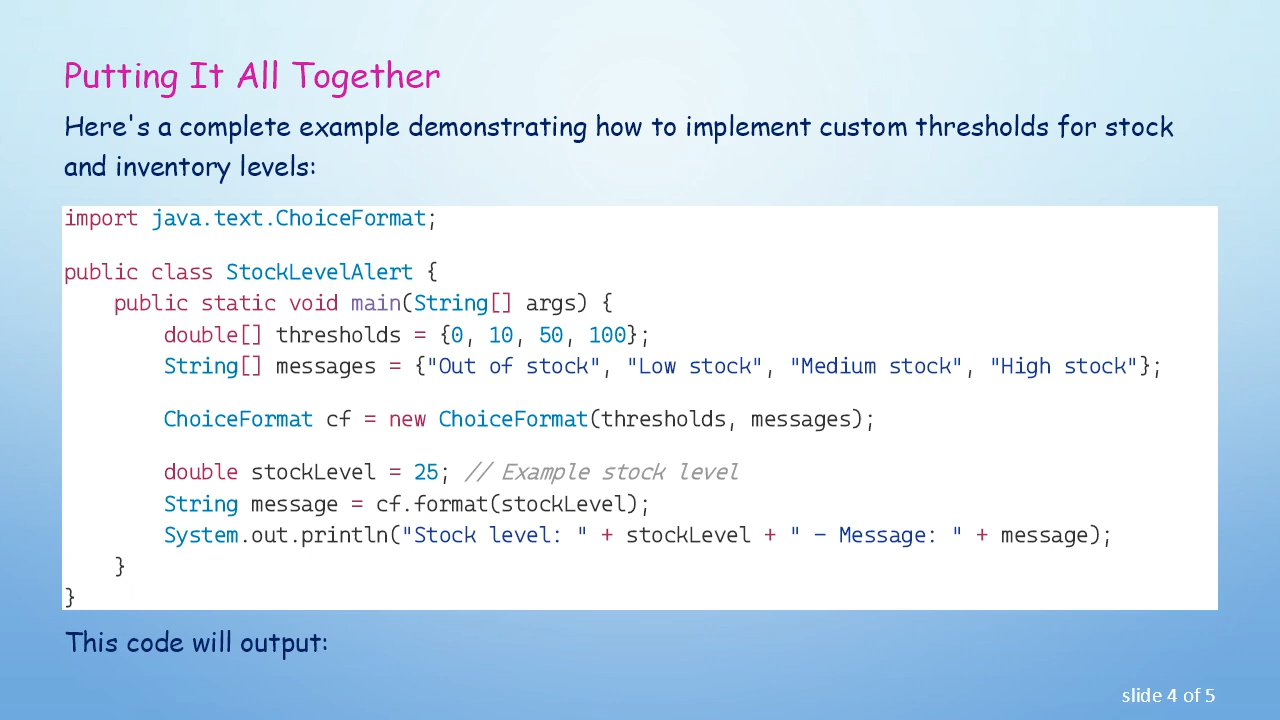 Putting It All Together
Here's a complete example demonstrating how to implement custom thresholds for stock
and inventory levels:
import java.text.ChoiceFormat;
public class StockLevelAlert {
    public static void main(String[] args) {
        double[] thresholds = {0, 10, 50, 100};
        String[] messages = {"Out of stock", "Low stock", "Medium stock", "High stock"};
        ChoiceFormat cf = new ChoiceFormat(thresholds, messages);
        double stockLevel = 25; // Example stock level
        String message = cf.format(stockLevel);
        System.out.println("Stock level: " + stockLevel + " - Message: " + message);
    }
}
This code will output:
slide 4 of 5